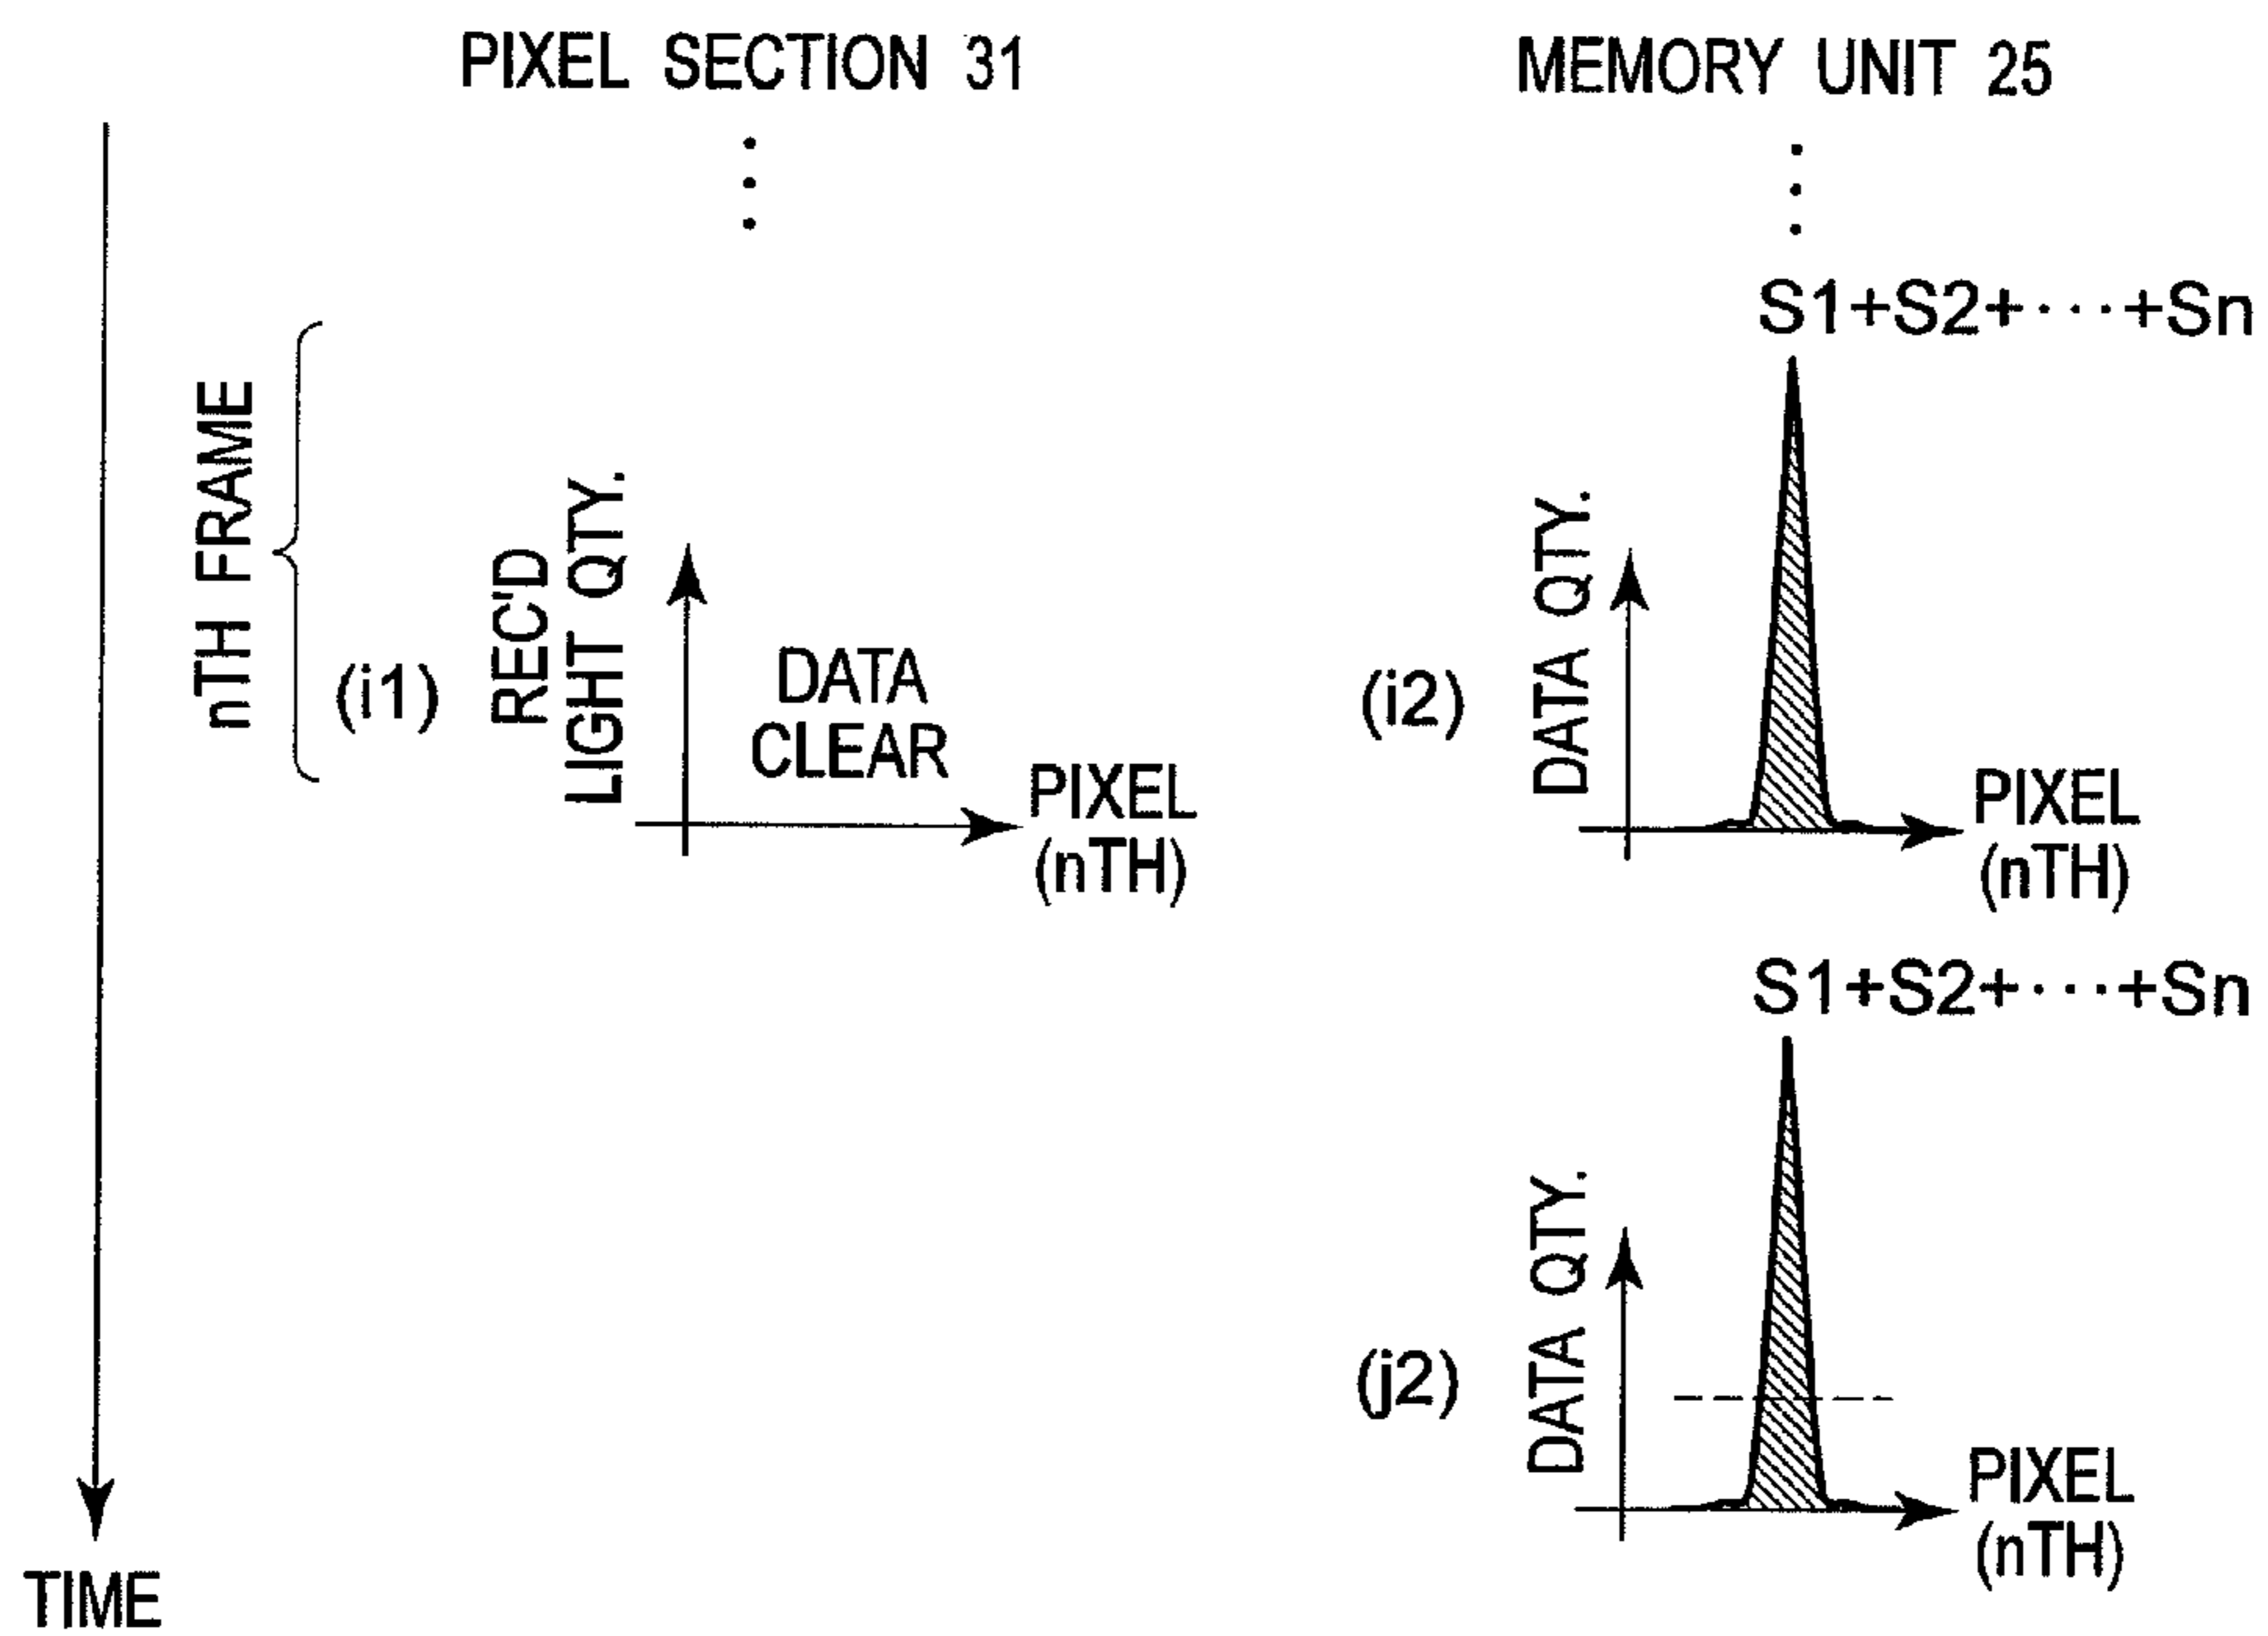 PIXEL SECTION 31
MEMORY UNIT 25
S1+S2+···+Sn
nTH FRAME
(i1)
REC'D
LIGHT QTY.
DATA
CLEAR
PIXEL
(nTH)
(i2)
DATA QTY.
PIXEL
(nTH)
S1+S2+···+Sn
(j2)
DATA QTY.
PIXEL
(nTH)
TIME